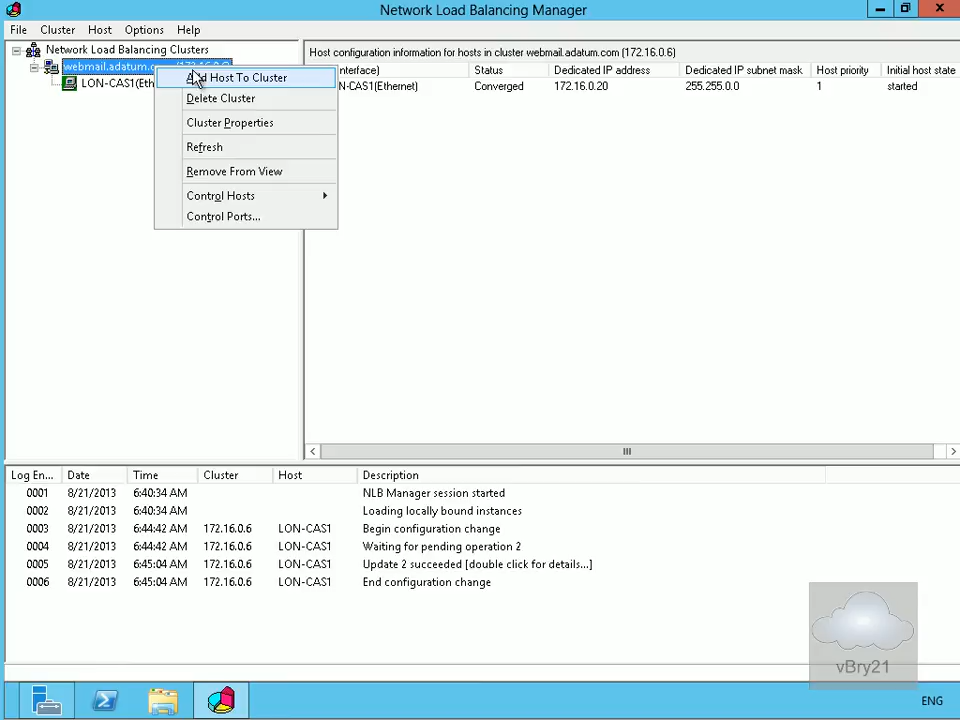 Network Load Balancing Manager
File Cluster Host Options Help
Network Load Balancing Clusters
Host configuration information for hosts in cluster webmail.adatum.com (172.16.0.6)
webmail.adatum.c
LON-CAS1(Eth
Add Host To Cluster
Delete Cluster
Cluster Properties
Refresh
Remove From View
Control Hosts
Control Ports...
nterface) Status Dedicated IP address Dedicated IP subnet mask Host priority Initial host state
N-CAS1(Ethernet) Converged 172.16.0.20 255.255.0.0 1 started
Log En... Date Time Cluster Host Description
0001 8/21/2013 6:40:34 AM NLB Manager session started
0002 8/21/2013 6:40:34 AM Loading locally bound instances
0003 8/21/2013 6:44:42 AM 172.16.0.6 LON-CAS1 Begin configuration change
0004 8/21/2013 6:44:42 AM 172.16.0.6 LON-CAS1 Waiting for pending operation 2
0005 8/21/2013 6:45:04 AM 172.16.0.6 LON-CAS1 Update 2 succeeded [double click for details...]
0006 8/21/2013 6:45:04 AM 172.16.0.6 LON-CAS1 End configuration change
vBry21
ENG